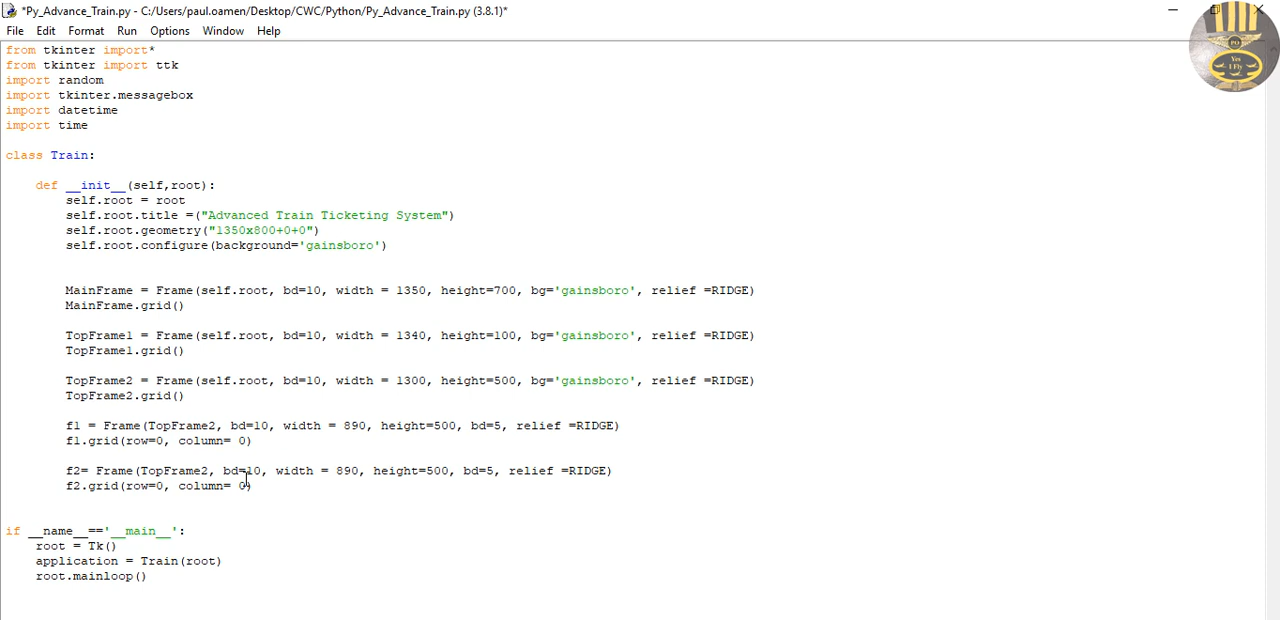 *Py_Advance_Train.py - C:/Users/paul.oamen/Desktop/CWC/Python/Py_Advance_Train.py (3.8.1)*
File Edit Format Run Options Window Help
from tkinter import*
from tkinter import ttk
import random
import tkinter.messagebox
import datetime
import time
class Train:
def __init__(self,root):
self.root = root
self.root.title =("Advanced Train Ticketing System")
self.root.geometry("1350x800+0+0")
self.root.configure(background='gainsboro')
MainFrame = Frame(self.root, bd=10, width = 1350, height=700, bg='gainsboro', relief =RIDGE)
MainFrame.grid()
TopFrame1 = Frame(self.root, bd=10, width = 1340, height=100, bg='gainsboro', relief =RIDGE)
TopFrame1.grid()
TopFrame2 = Frame(self.root, bd=10, width = 1300, height=500, bg='gainsboro', relief =RIDGE)
TopFrame2.grid()
f1 = Frame(TopFrame2, bd=10, width = 890, height=500, bd=5, relief =RIDGE)
f1.grid(row=0, column= 0)
f2= Frame(TopFrame2, bd=10, width = 890, height=500, bd=5, relief =RIDGE)
f2.grid(row=0, column= 0)
if __name__=='__main__':
root = Tk()
application = Train(root)
root.mainloop()
PO
Yes
I Fly